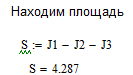 Находим площадь
S := J1 − J2 − J3
S = 4.287